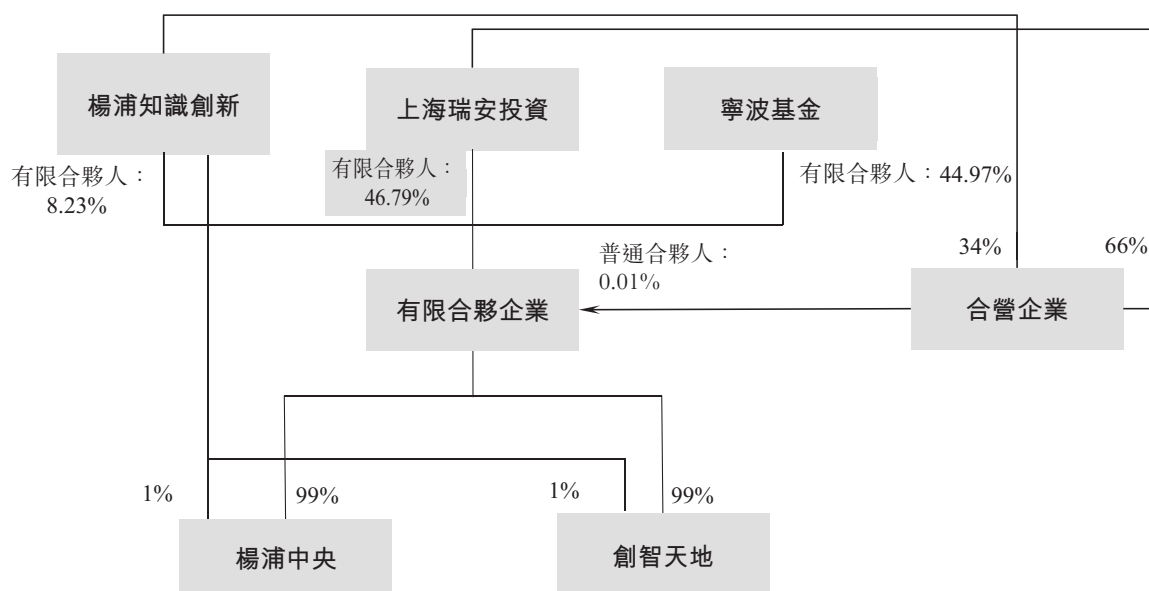 楊浦知識創新
上海瑞安投資
寧波基金
有限合夥人：
8.23%
有限合夥人：
46.79%
有限合夥人：44.97%
普通合夥人：
0.01%
34%
66%
有限合夥企業
合營企業
1%
99%
1%
99%
楊浦中央
創智天地